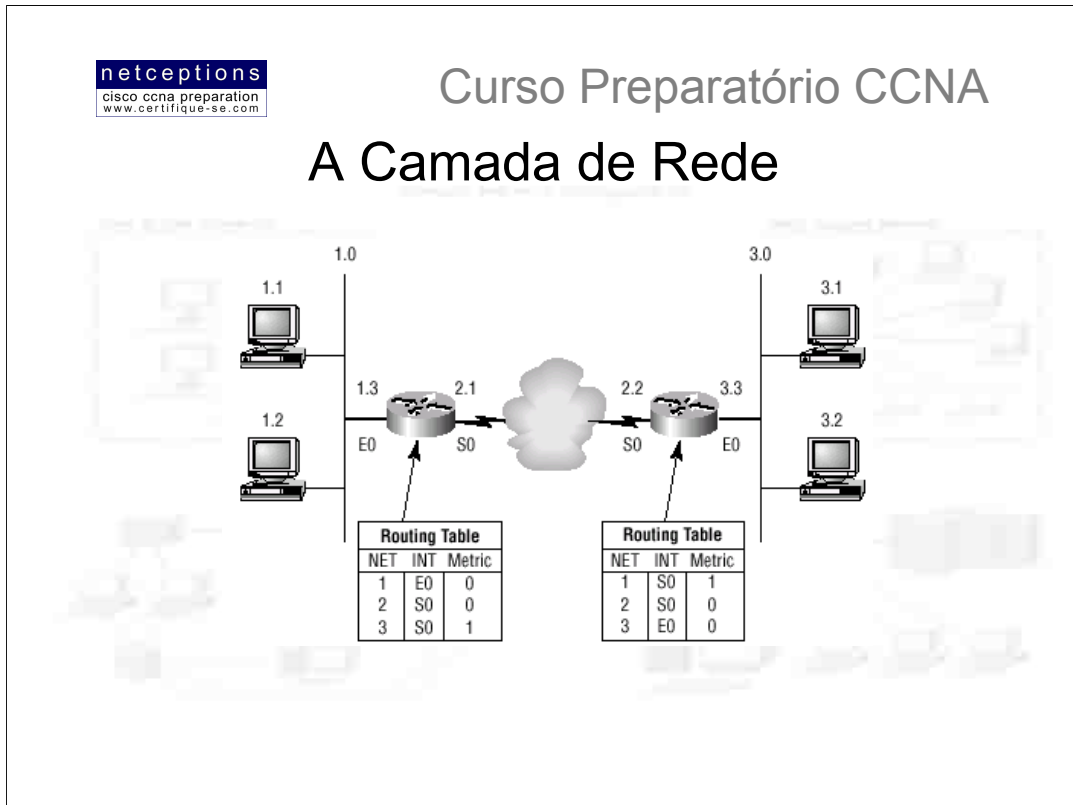 netceptions
cisco ccna preparation
www.certifique-se.com
Curso Preparatório CCNA
A Camada de Rede
1.0
3.0
1.1
3.1
1.3
2.1
2.2
3.3
1.2
3.2
E0
S0
S0
E0
Routing Table
NET INT Metric
1 E0 0
2 S0 0
3 S0 1
Routing Table
NET INT Metric
1 S0 1
2 S0 0
3 E0 0